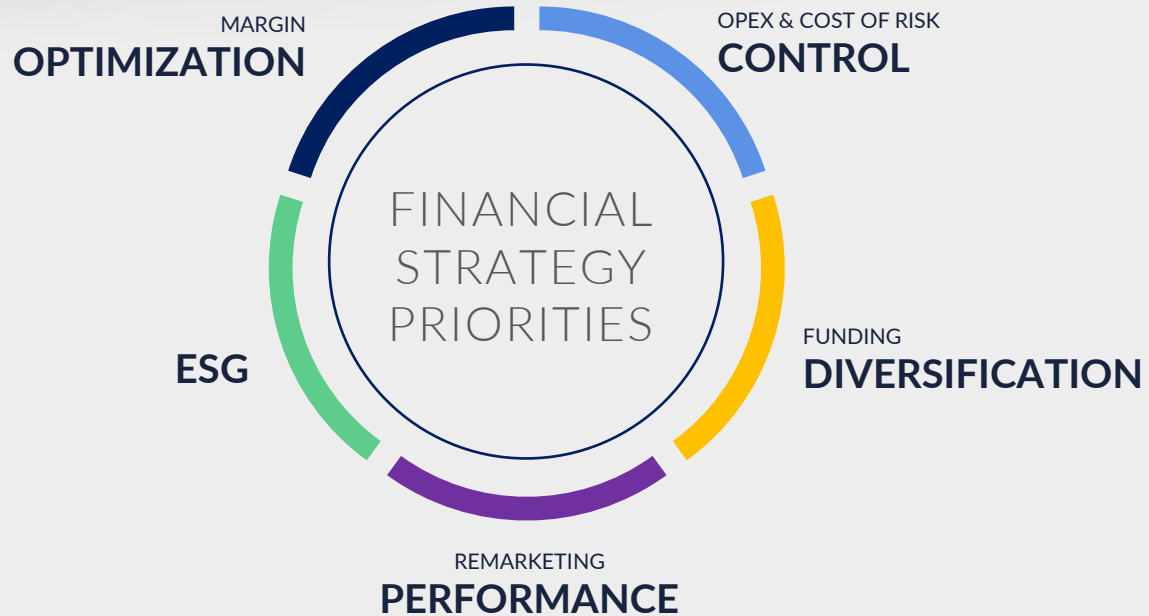 MARGIN
OPTIMIZATION
OPEX & COST OF RISK
CONTROL
FINANCIAL
STRATEGY
PRIORITIES
FUNDING
DIVERSIFICATION
ESG
REMARKETING
PERFORMANCE